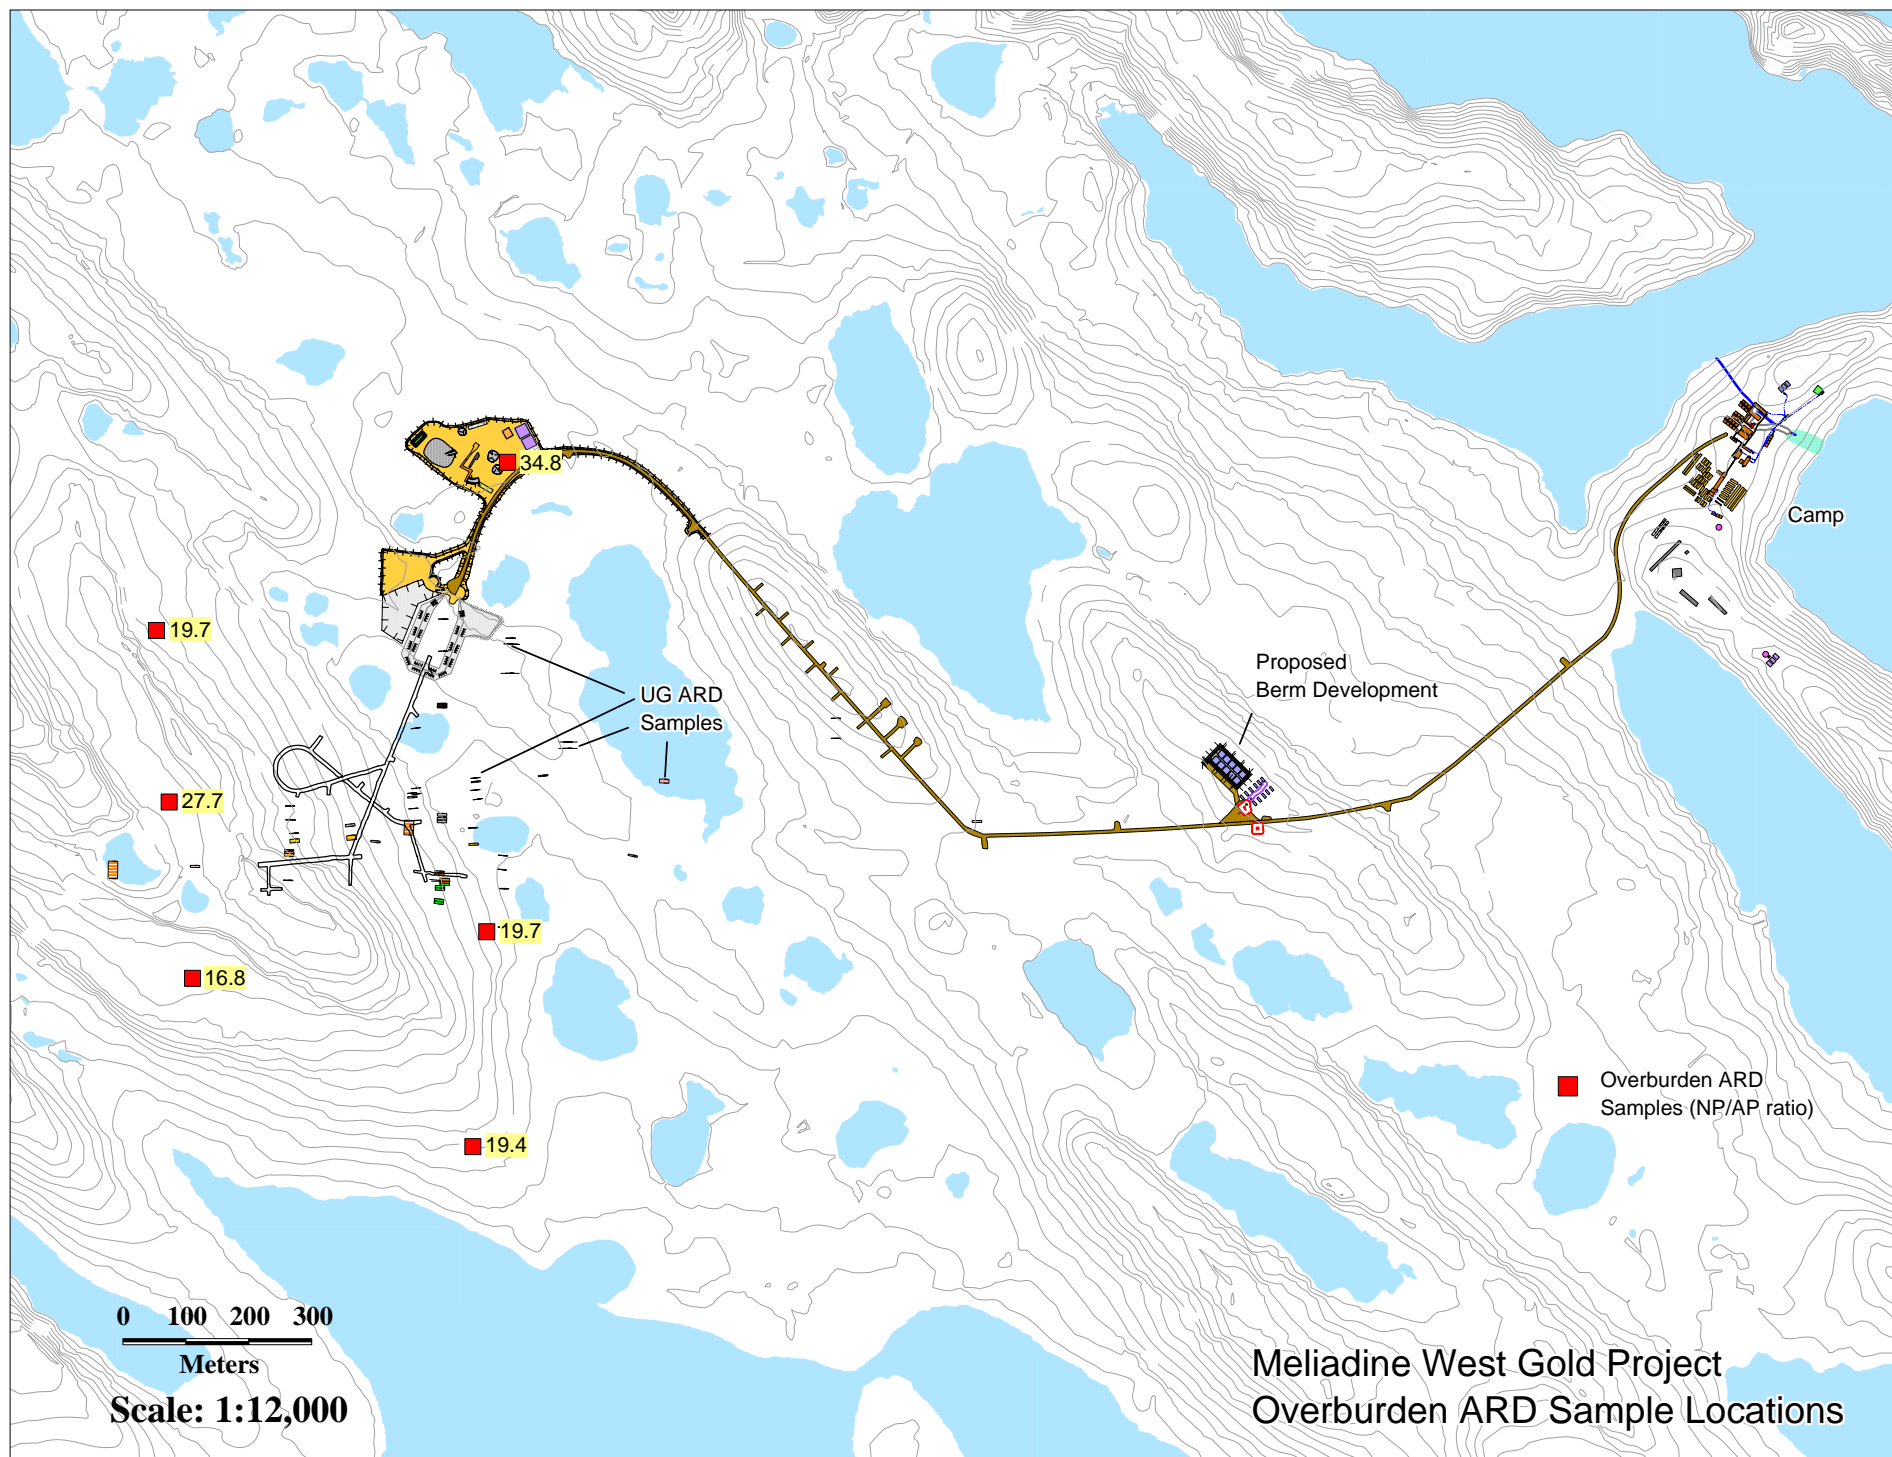 34.8
Camp
19.7
Proposed
Berm Development
UG ARD
Samples
27.7
19.7
16.8
Overburden ARD
Samples (NP/AP ratio)
19.4
0 100 200 300
Meters
Scale: 1:12,000
Meliadine West Gold Project
Overburden ARD Sample Locations